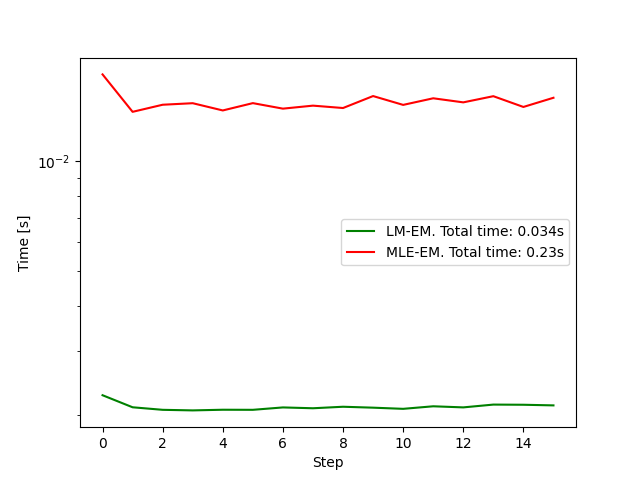 10⁻²
Time [s]
LM-EM. Total time: 0.034s
MLE-EM. Total time: 0.23s
0 2 4 6 8 10 12 14
Step